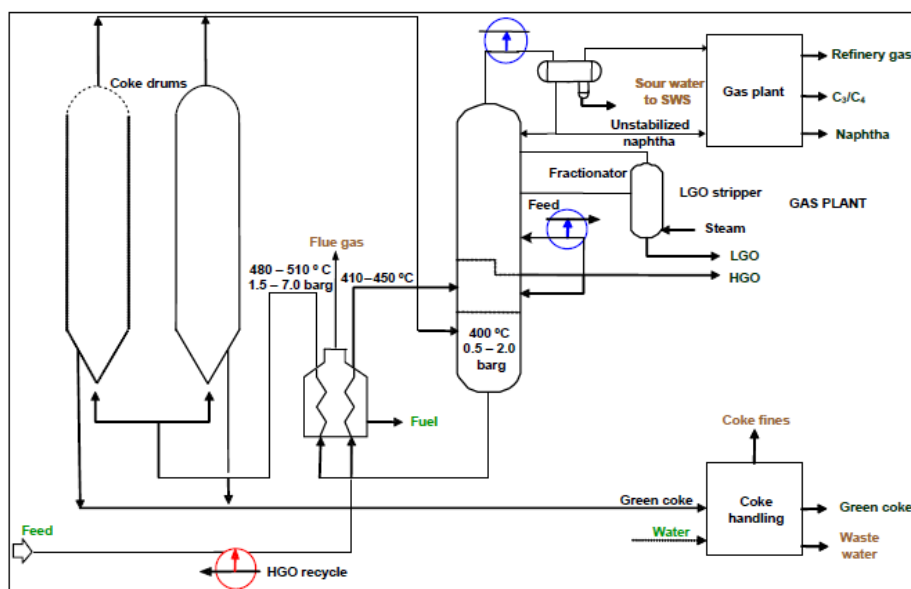 Coke drums
Refinery gas
Sour water
to SWS
Gas plant
C₃/C₄
Unstabilized
naphtha
Naphtha
Fractionator
LGO stripper
Feed
GAS PLANT
Steam
Flue gas
LGO
480 – 510 º C
1.5 – 7.0 barg
410–450 ºC
HGO
400 ºC
0.5 – 2.0
barg
Fuel
Coke fines
Green coke
Coke
handling
Green coke
Feed
Water
Waste
water
HGO recycle